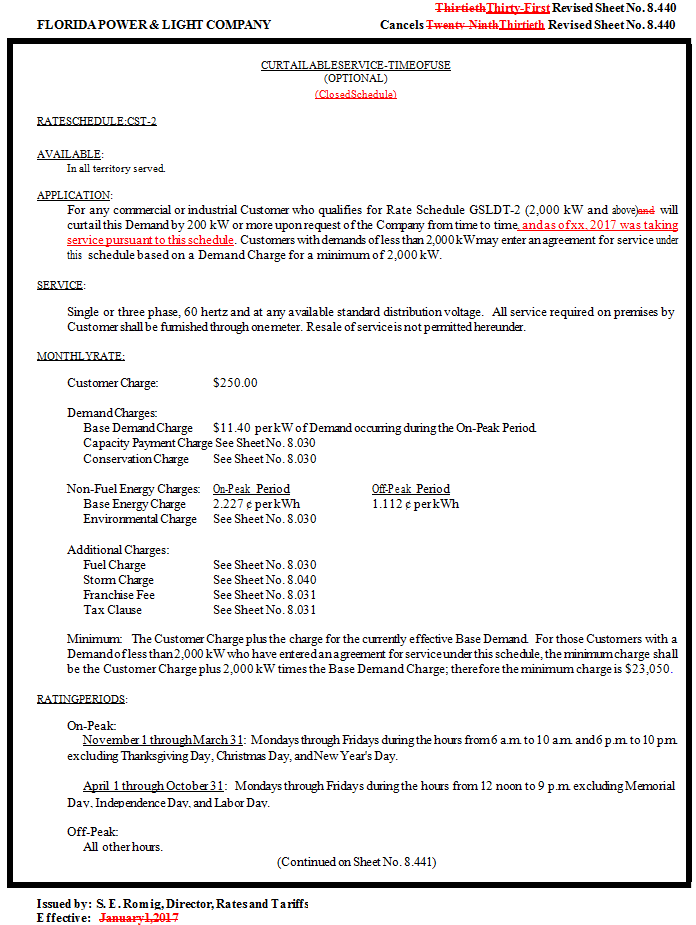 ThirtiethThirty-First Revised Sheet No. 8.440
FLORIDA POWER & LIGHT COMPANY Cancels Twenty-NinthThirtieth Revised Sheet No. 8.440
CURTAILABLE SERVICE - TIME OF USE
(OPTIONAL)
(Closed Schedule)
RATE SCHEDULE: CST-2
AVAILABLE:
In all territory served.
APPLICATION:
For any commercial or industrial Customer who qualifies for Rate Schedule GSLDT-2 (2,000 kW and above)and will
curtail this Demand by 200 kW or more upon request of the Company from time to time, and as of xx, 2017 was taking
service pursuant to this schedule. Customers with demands of less than 2,000 kW may enter an agreement for service under
this schedule based on a Demand Charge for a minimum of 2,000 kW.
SERVICE:
Single or three phase, 60 hertz and at any available standard distribution voltage. All service required on premises by
Customer shall be furnished through one meter. Resale of service is not permitted hereunder.
MONTHLY RATE:
Customer Charge: $250.00
Demand Charges:
Base Demand Charge $11.40 per kW of Demand occurring during the On-Peak Period.
Capacity Payment Charge See Sheet No. 8.030
Conservation Charge See Sheet No. 8.030
Non-Fuel Energy Charges: On-Peak Period Off-Peak Period
Base Energy Charge 2.227 ¢ per kWh 1.112 ¢ per kWh
Environmental Charge See Sheet No. 8.030
Additional Charges:
Fuel Charge See Sheet No. 8.030
Storm Charge See Sheet No. 8.040
Franchise Fee See Sheet No. 8.031
Tax Clause See Sheet No. 8.031
Minimum: The Customer Charge plus the charge for the currently effective Base Demand. For those Customers with a
Demand of less than 2,000 kW who have entered an agreement for service under this schedule, the minimum charge shall
be the Customer Charge plus 2,000 kW times the Base Demand Charge; therefore the minimum charge is $23,050.
RATING PERIODS:
On-Peak:
November 1 through March 31: Mondays through Fridays during the hours from 6 a.m. to 10 a.m. and 6 p.m. to 10 p.m.
excluding Thanksgiving Day, Christmas Day, and New Year's Day.
April 1 through October 31: Mondays through Fridays during the hours from 12 noon to 9 p.m. excluding Memorial
Day, Independence Day, and Labor Day.
Off-Peak:
All other hours.
(Continued on Sheet No. 8.441)
Issued by: S. E. Romig, Director, Rates and Tariffs
Effective: January 1, 2017